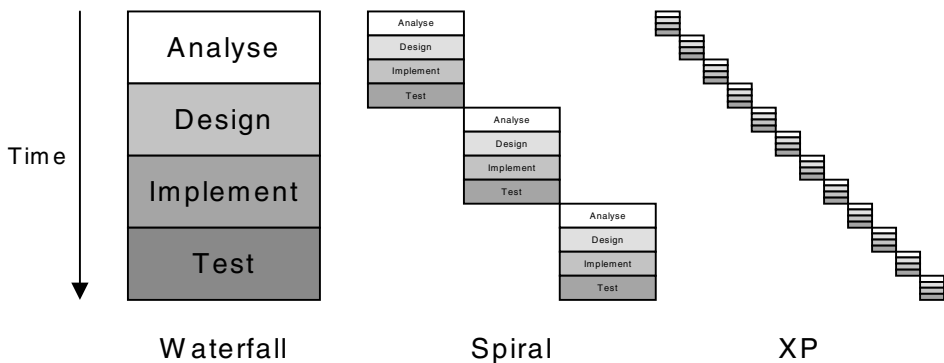 Time
Analyse
Design
Implement
Test
Waterfall
Analyse
Design
Implement
Test
Analyse
Design
Implement
Test
Analyse
Design
Implement
Test
Spiral
XP